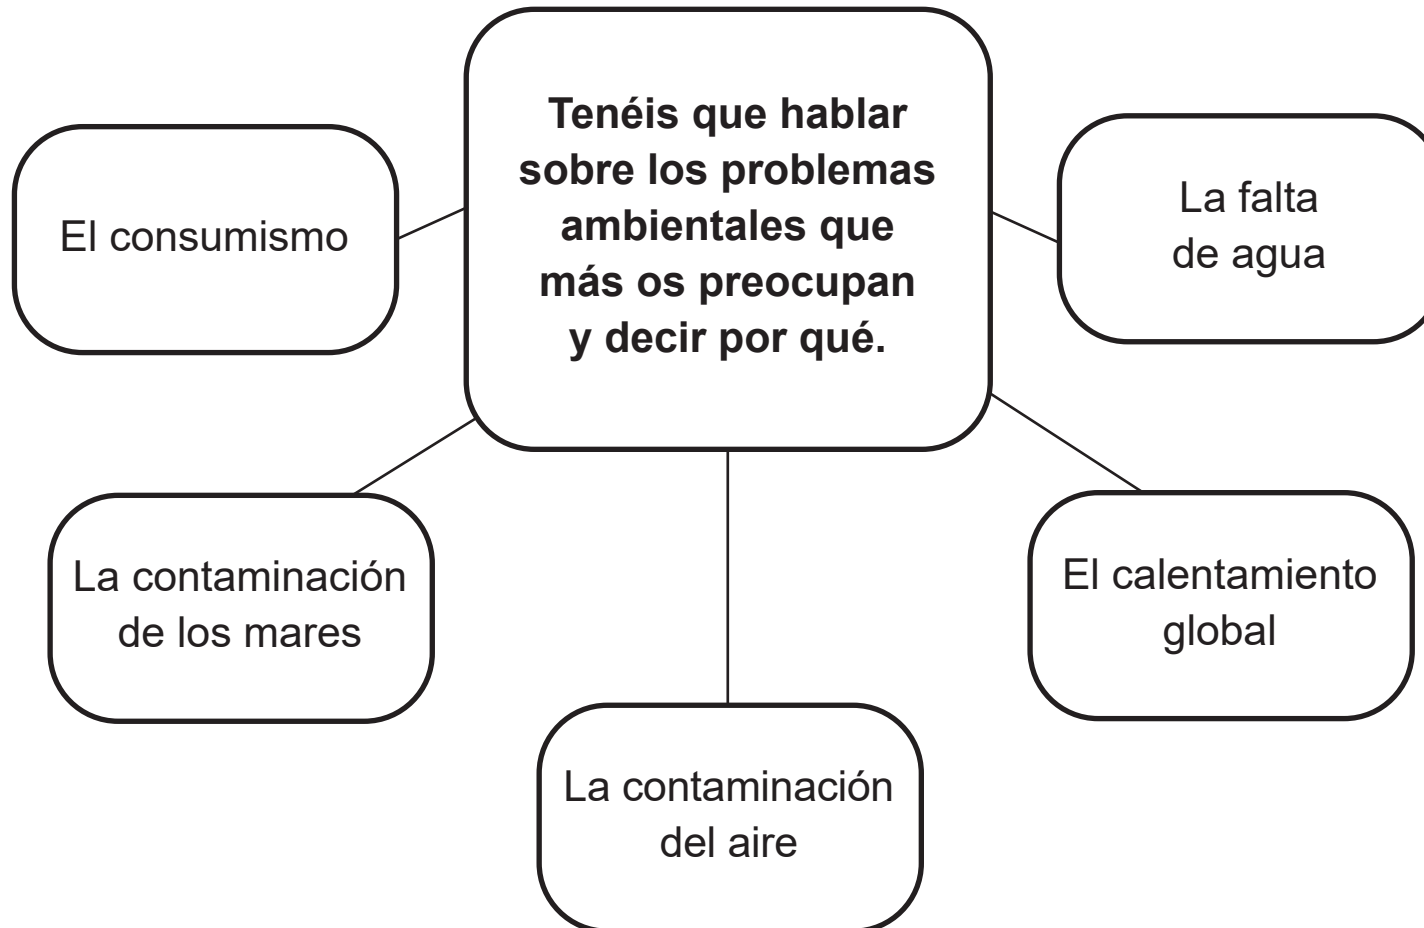 Tenéis que hablar
sobre los problemas
ambientales que
más os preocupan
y decir por qué.
El consumismo
La falta
de agua
La contaminación
de los mares
El calentamiento
global
La contaminación
del aire